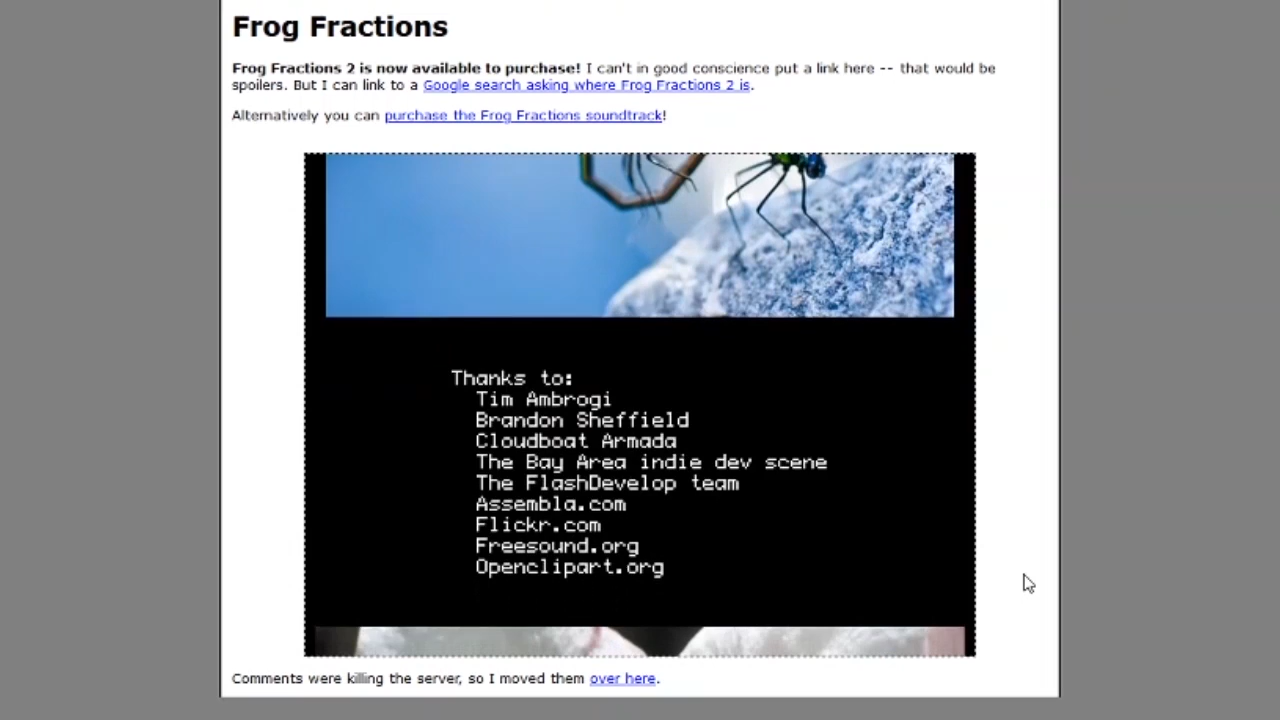 Frog Fractions
Frog Fractions 2 is now available to purchase! I can't in good conscience put a link here -- that would be
spoilers. But I can link to a Google search asking where Frog Fractions 2 is.
Alternatively you can purchase the Frog Fractions soundtrack!
Thanks to:
Tim Ambrogi
Brandon Sheffield
Cloudboat Armada
The Bay Area indie dev scene
The FlashDevelop team
Assembla.com
Flickr.com
Freesound.org
Openclipart.org
Comments were killing the server, so I moved them over here.